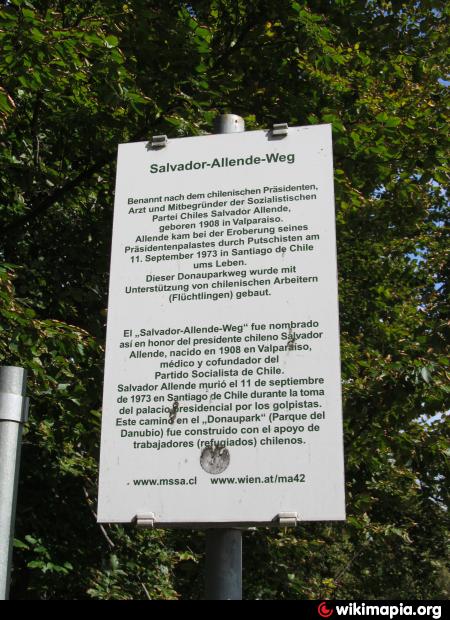 Salvador-Allende-Weg
Benannt nach dem chilenischen Präsidenten,
Arzt und Mitbegründer der Sozialistischen
Partei Chiles Salvador Allende,
geboren 1908 in Valparaiso.
Allende kam bei der Eroberung seines
Präsidentenpalastes durch Putschisten am
11. September 1973 in Santiago de Chile
ums Leben.
Dieser Donauparkweg wurde mit
Unterstützung von chilenischen Arbeitern
(Flüchtlingen) gebaut.
El „Salvador-Allende-Weg“ fue nombrado
así en honor del presidente chileno Salvador
Allende, nacido en 1908 en Valparaíso,
médico y cofundador del
Partido Socialista de Chile.
Salvador Allende murió el 11 de septiembre
de 1973 en Santiago de Chile durante la toma
del palacio presidencial por los golpistas.
Este camino en el „Donaupark“ (Parque del
Danubio) fue construido con el apoyo de
trabajadores (refugiados) chilenos.
www.mssa.cl www.wien.at/ma42
wikimapia.org